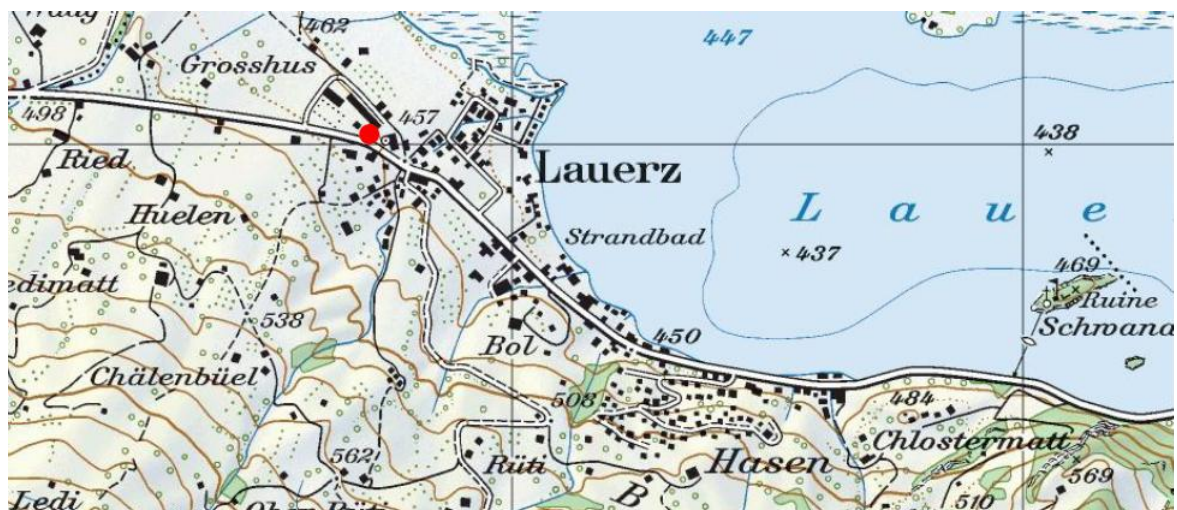 462
447
Grosshus
457
498
438
Ried
Lauerz
L a u e
Huelen
Strandbad
437
469
edimatt
Ruine
538
Schwana
450
Bol
Chälenbüel
508
484
Chlostermatt
562
Rüti
Hasen
569
510
B
Ledi